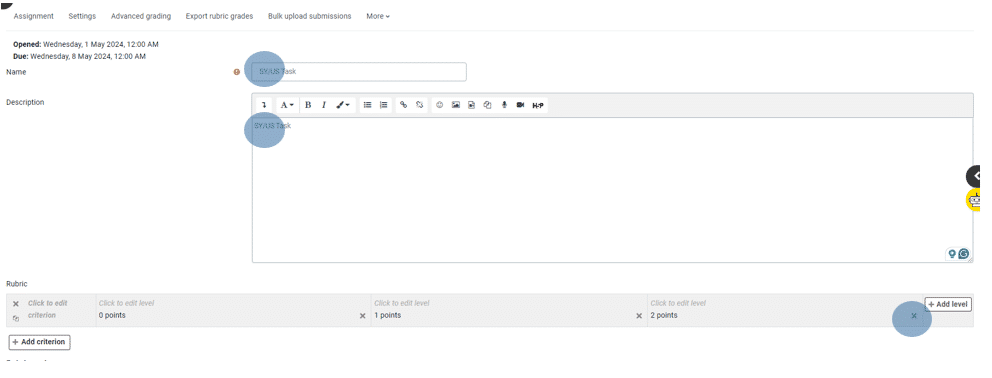 Assignment Settings Advanced grading Export rubric grades Bulk upload submissions More
Opened: Wednesday, 1 May 2024, 12:00 AM
Due: Wednesday, 8 May 2024, 12:00 AM
Name
SY/US Task
Description
A B I H-P
SY/US Task
Rubric
Click to edit criterion
Click to edit level
0 points
Click to edit level
1 points
Click to edit level
2 points
+ Add level
+ Add criterion